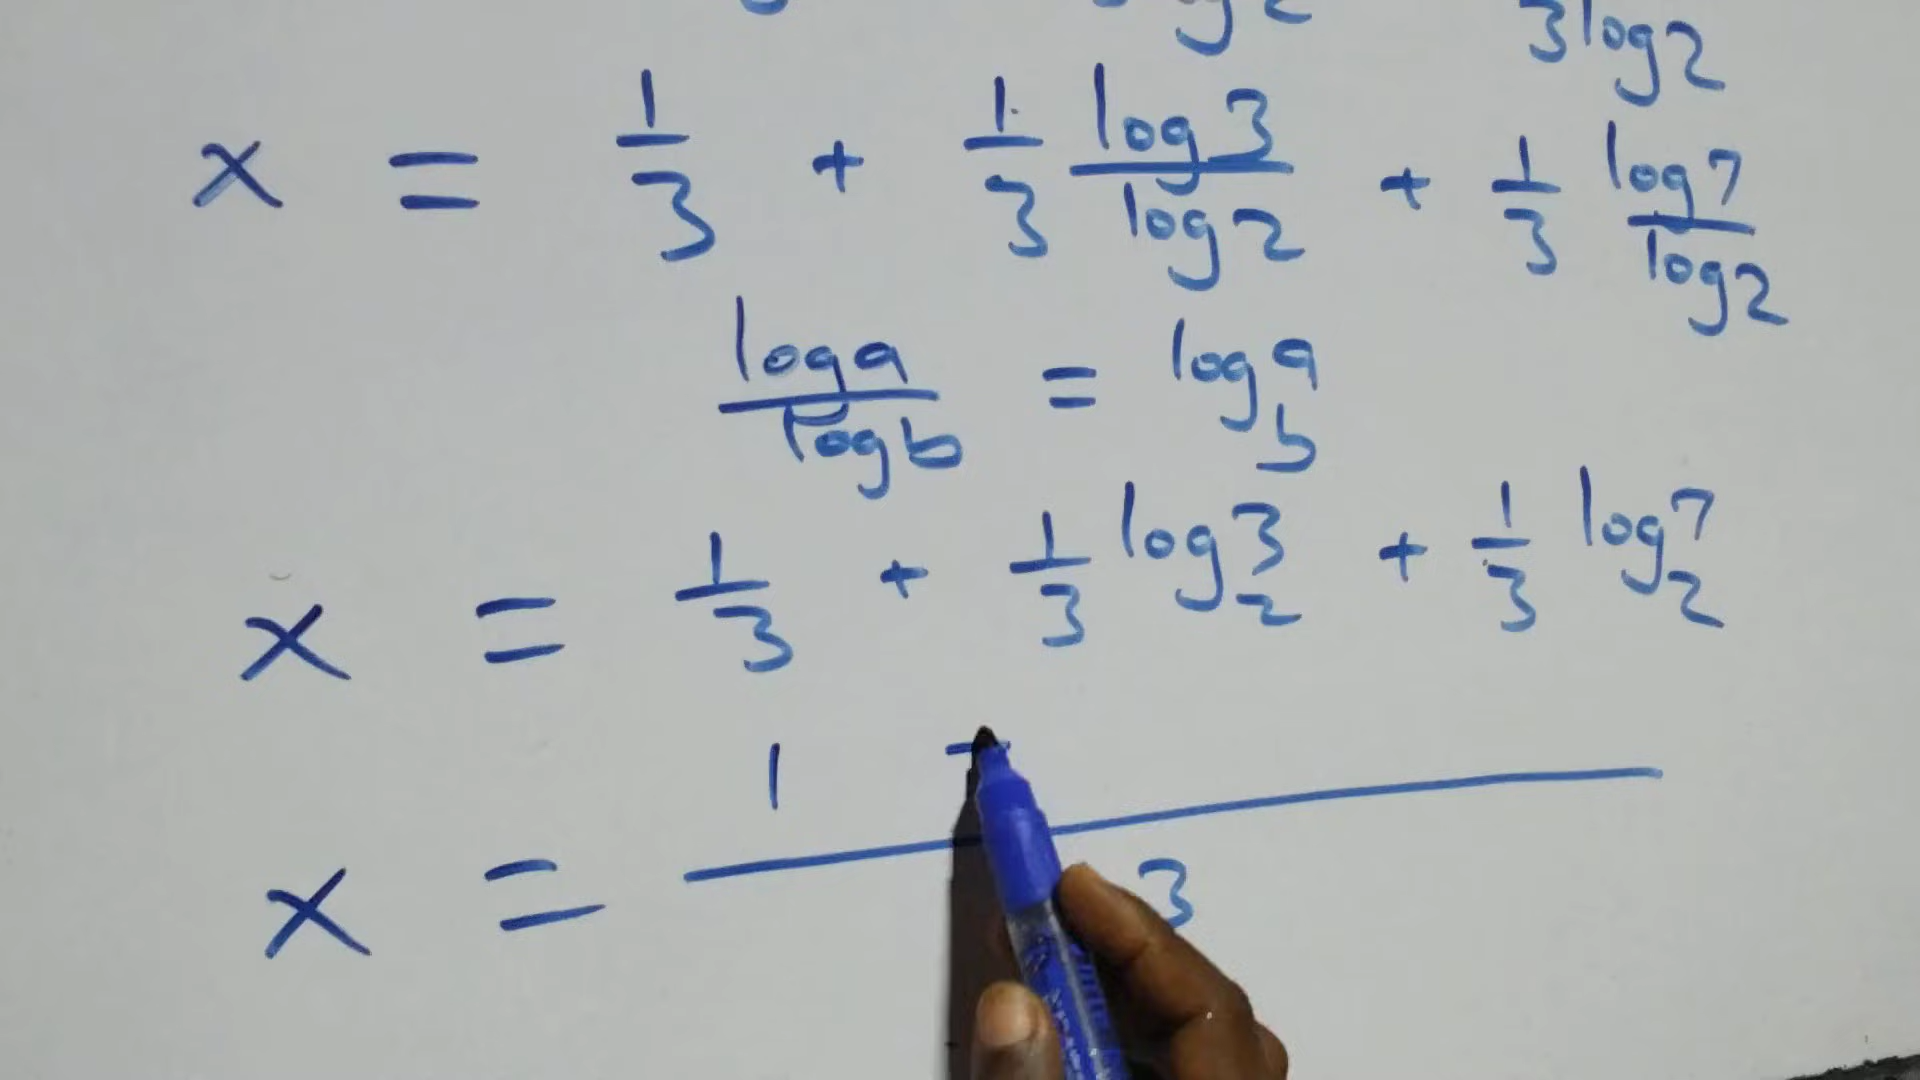 3log2
x = 1/3 + 1/3 log3/log2 + 1/3 log7/log2
loga/logb = log_b a
x = 1/3 + 1/3 log_2 3 + 1/3 log_2 7
x = 1 /3